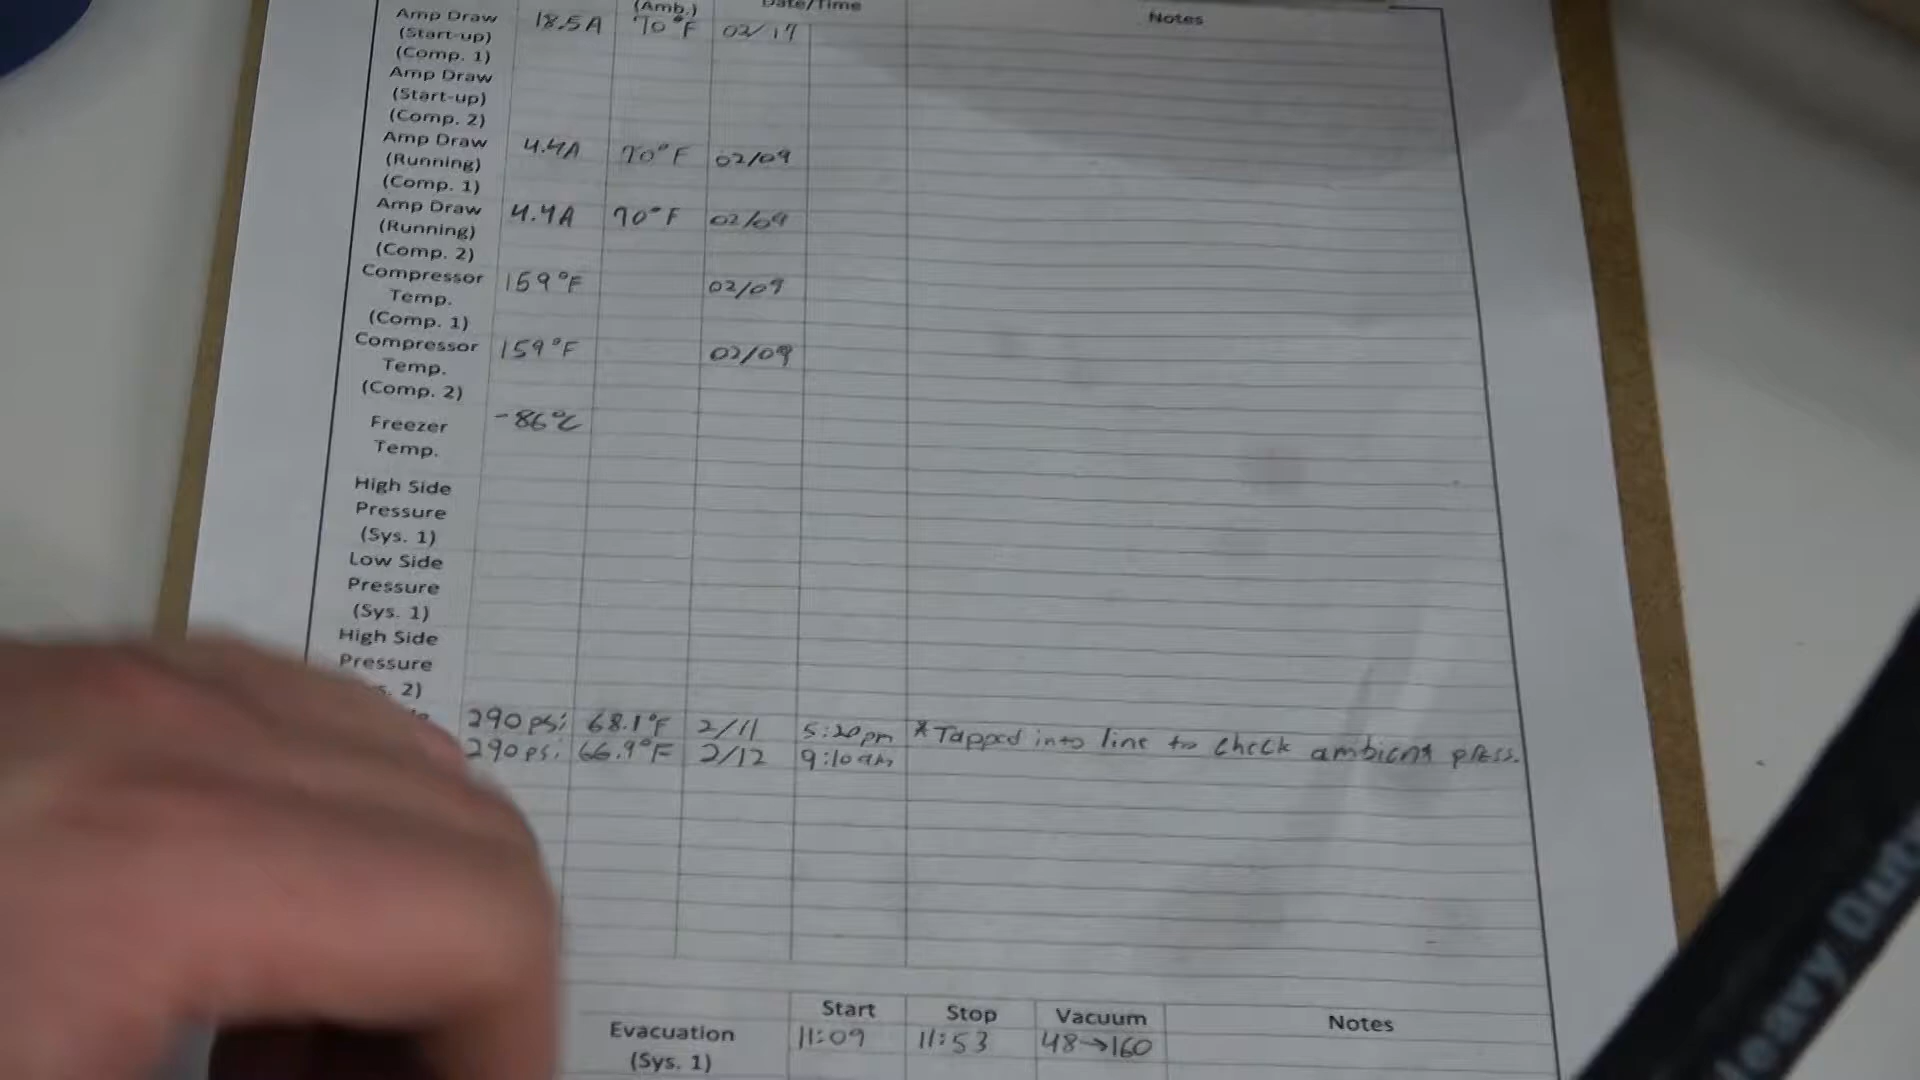 (Amb.) Date/Time Notes
Amp Draw 18.5A 70°F 02/17
(Start-up)
(Comp. 1)
Amp Draw
(Start-up)
(Comp. 2)
Amp Draw 4.4A 70°F 02/09
(Running)
(Comp. 1)
Amp Draw 4.4A 70°F 02/09
(Running)
(Comp. 2)
Compressor 159°F 02/09
Temp.
(Comp. 1)
Compressor 159°F 02/09
Temp.
(Comp. 2)
Freezer -86°C
Temp.
High Side
Pressure
(Sys. 1)
Low Side
Pressure
(Sys. 1)
High Side
Pressure
2)
290 psi 68.1°F 2/11 5:20pm *Tapped into line to check ambient press.
290 psi 66.9°F 2/12 9:10am
Start Stop Vacuum Notes
Evacuation 11:09 11:53 48→160
(Sys. 1)
Heavy Duty